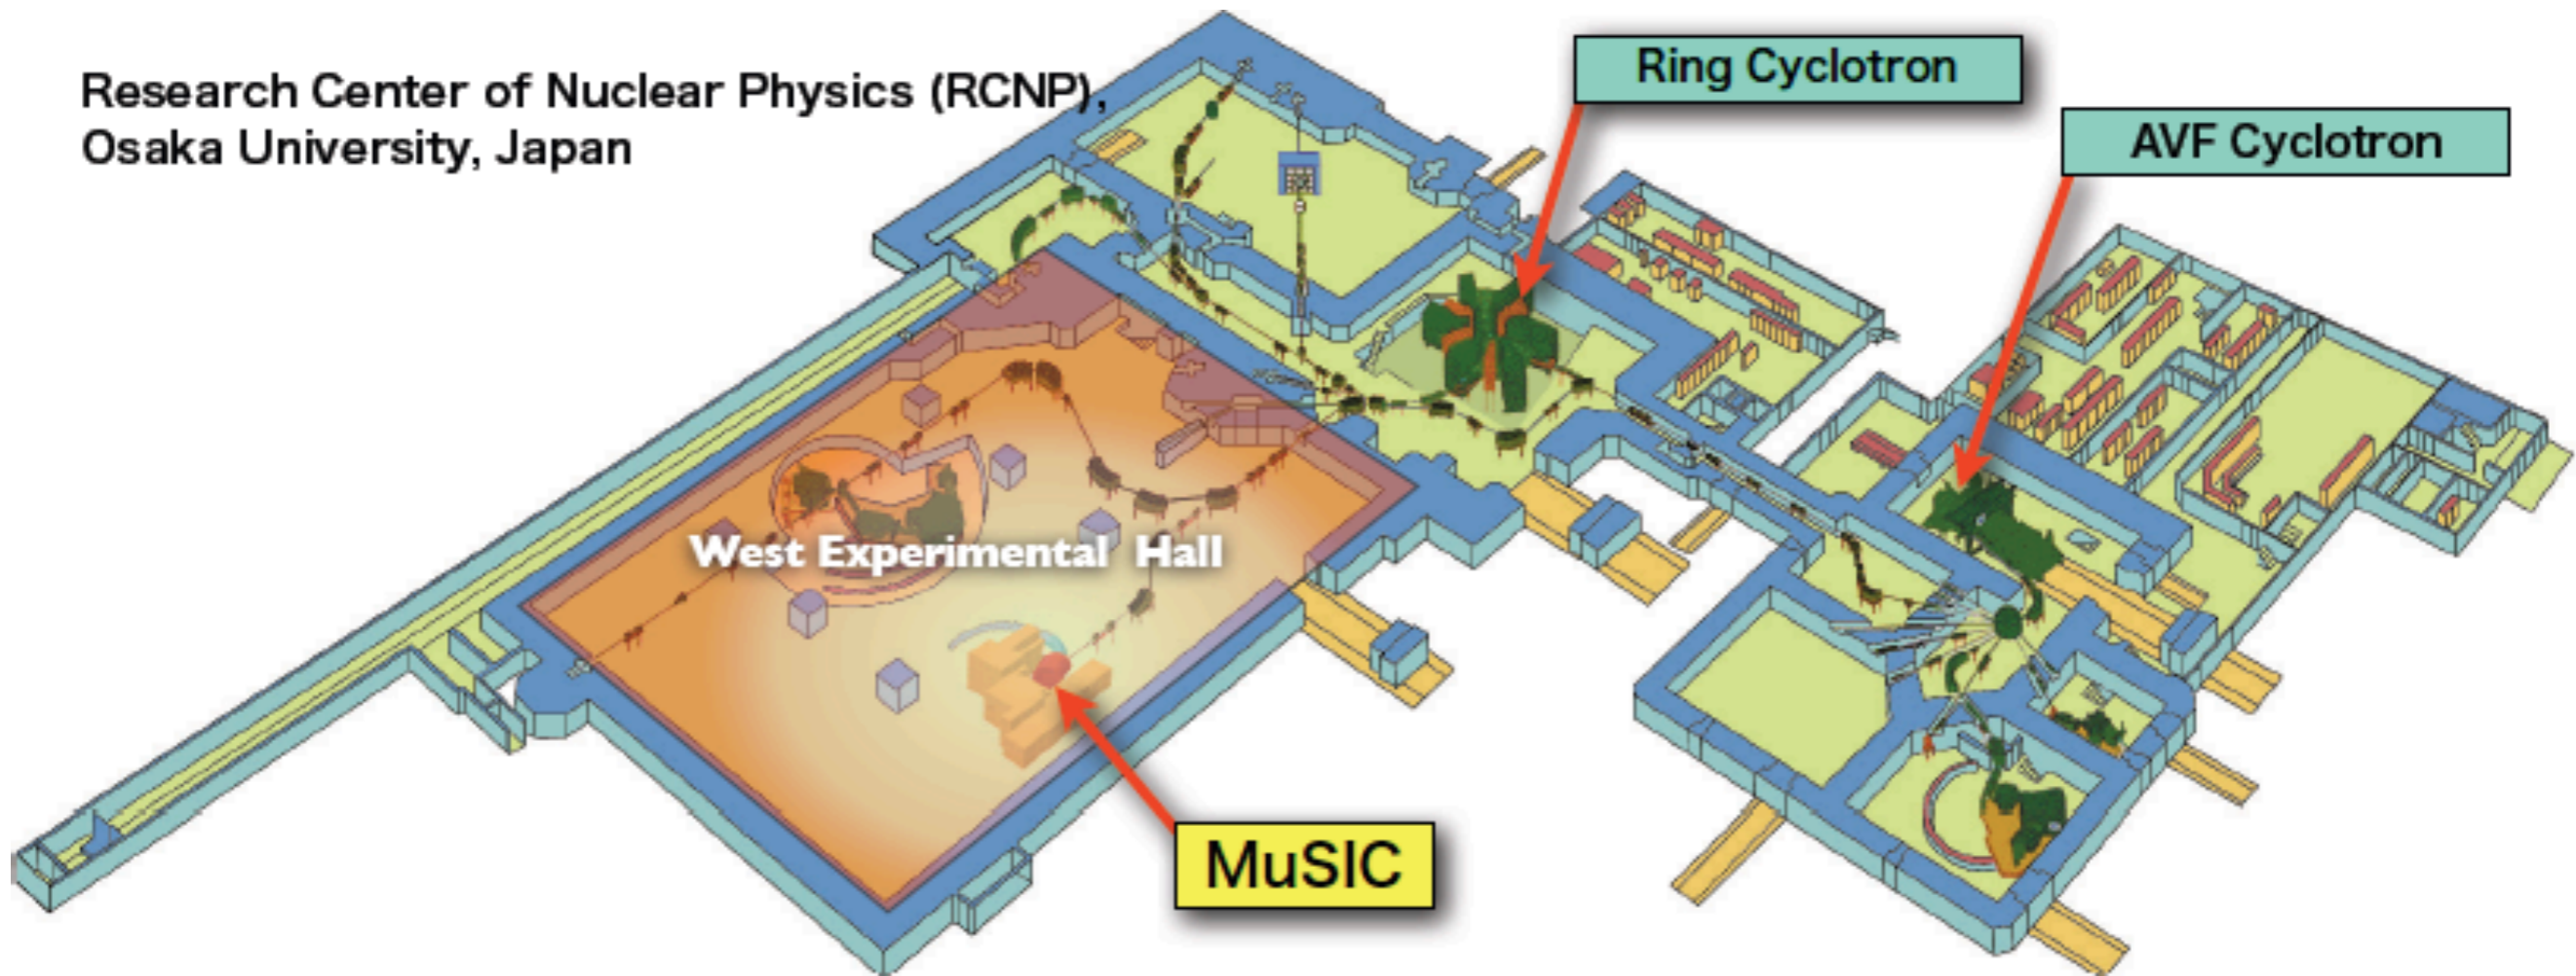 Research Center of Nuclear Physics (RCNP),
Osaka University, Japan
Ring Cyclotron
AVF Cyclotron
West Experimental Hall
MuSIC